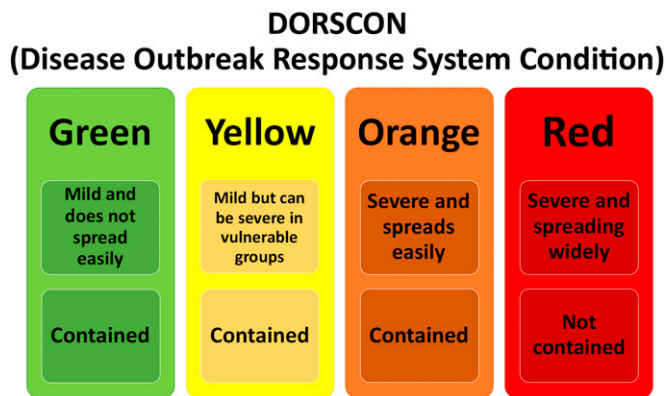 DORSCON
(Disease Outbreak Response System Condition)
Green
Mild and
does not
spread
easily
Contained
Yellow
Mild but can
be severe in
vulnerable
groups
Contained
Orange
Severe and
spreads
easily
Contained
Red
Severe and
spreading
widely
Not
contained